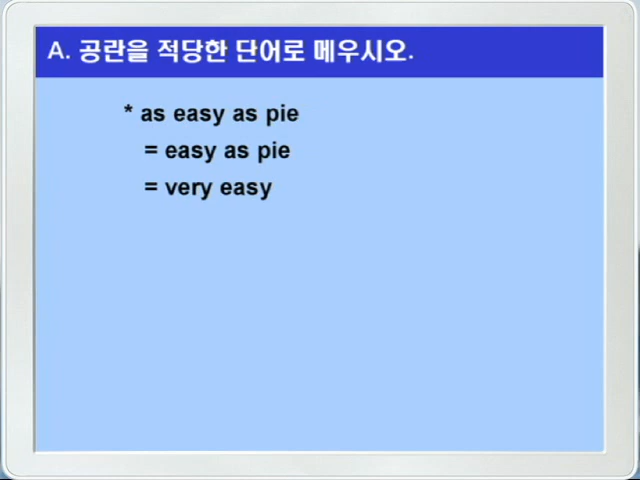 A. 공란을 적당한 단어로 메우시오.
* as easy as pie
= easy as pie
= very easy